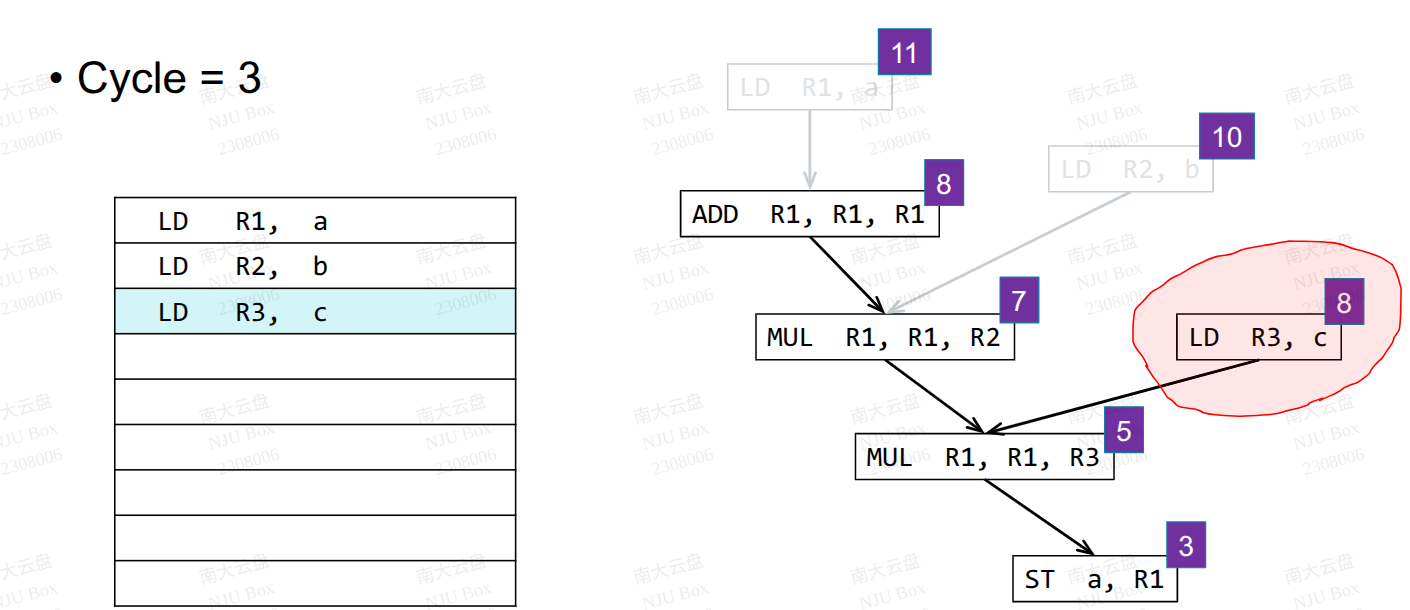 • Cycle = 3
LD R1, a
LD R2, b
LD R3, c
11
LD R1, a
10
LD R2, b
8
ADD R1, R1, R1
7
MUL R1, R1, R2
8
LD R3, c
5
MUL R1, R1, R3
3
ST a, R1
南大云盘
NJU Box
2308006